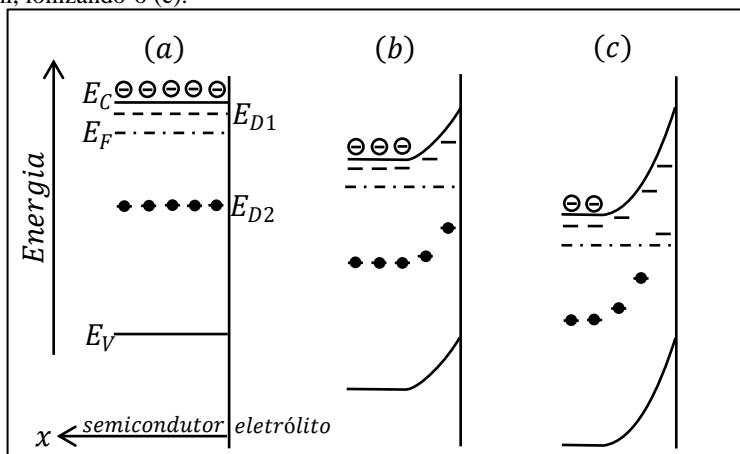 ionizando-o (c).
(a) (b) (c)
E_C
E_D1
E_F
E_D2
E_V
Energia
x semicondutor eletrólito